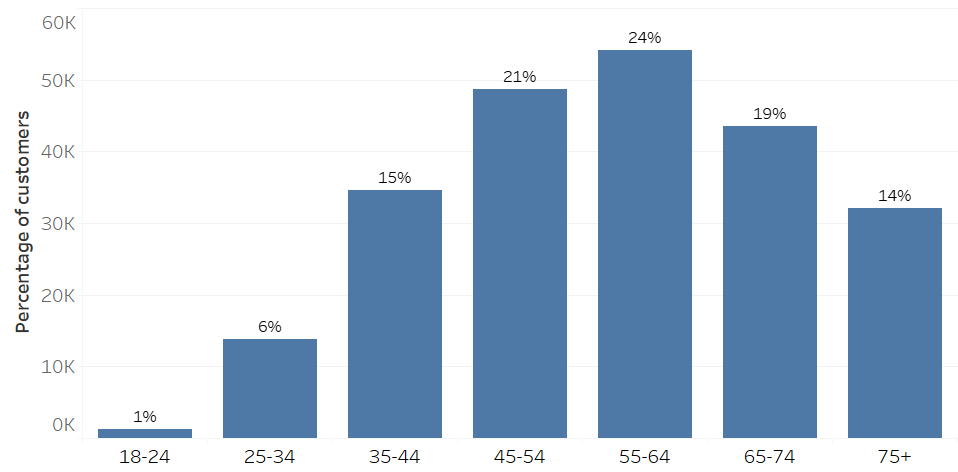 Percentage of customers
60K
50K
40K
30K
20K
10K
0K
1%
6%
15%
21%
24%
19%
14%
18-24
25-34
35-44
45-54
55-64
65-74
75+